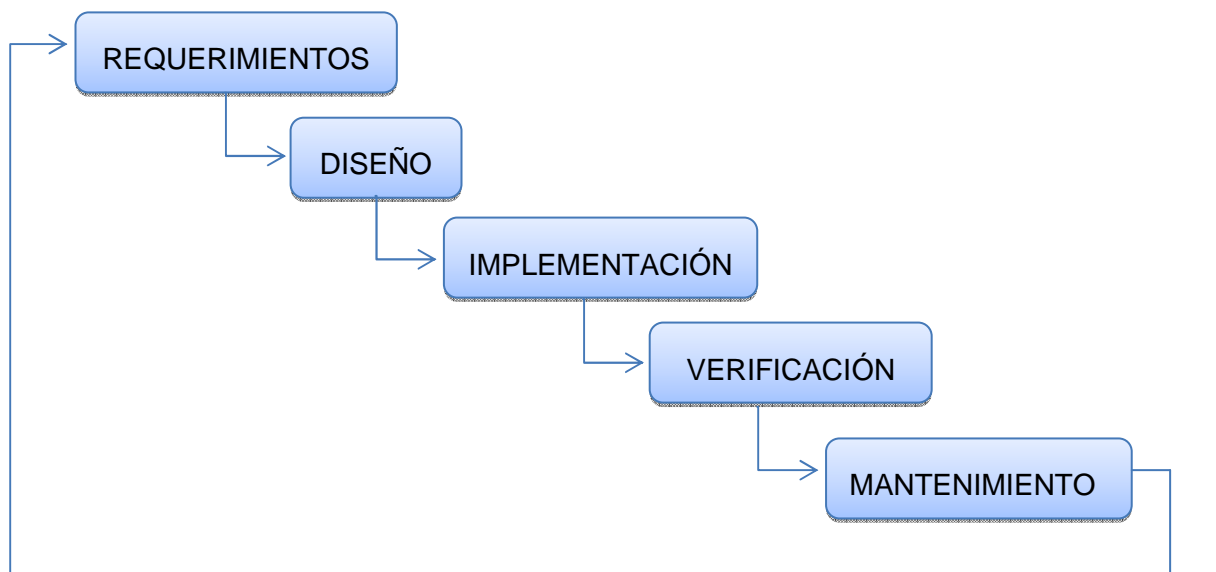 REQUERIMIENTOS
DISEÑO
IMPLEMENTACIÓN
VERIFICACIÓN
MANTENIMIENTO